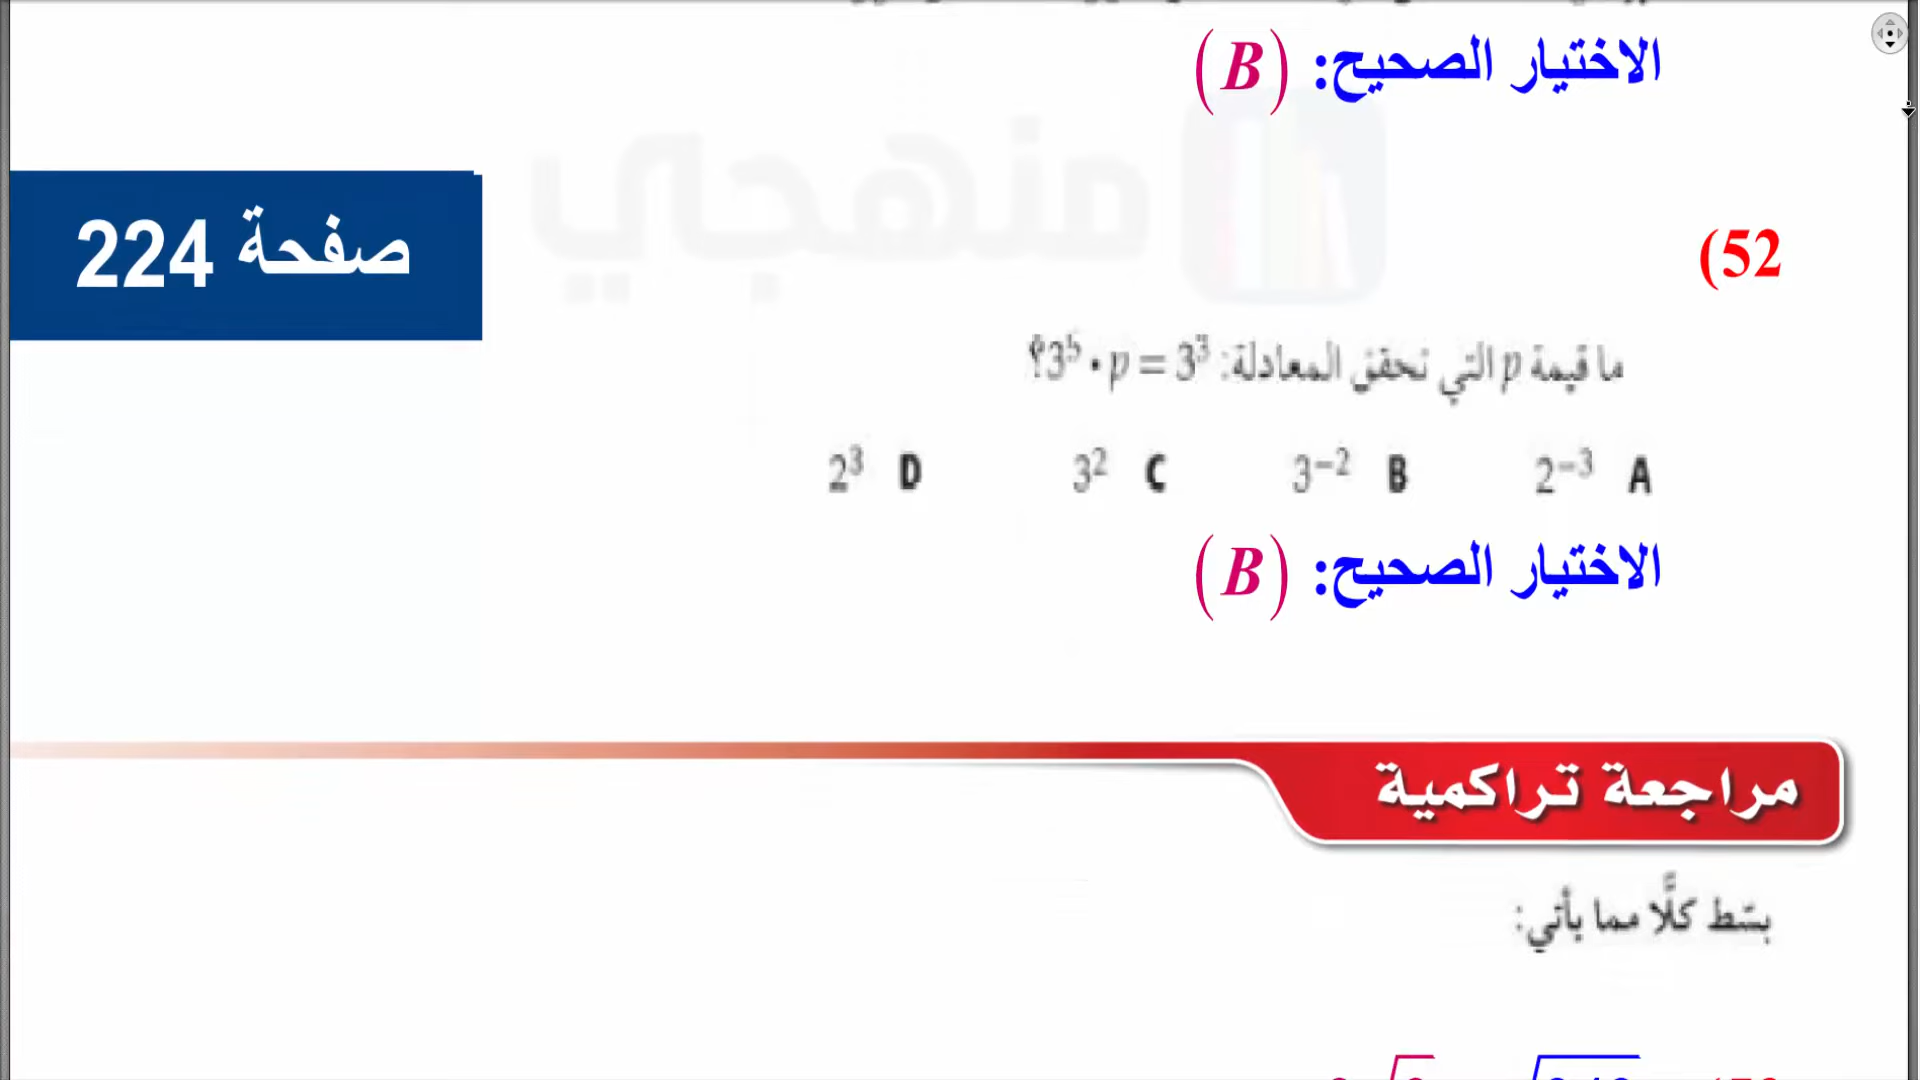 الاختيار الصحيح: (B)
منهجي
صفحة 224
52)
ما قيمة p التي تحقق المعادلة: 3⁵ • p = 3³؟
A 2⁻³ B 3⁻² C 3² D 2³
الاختيار الصحيح: (B)
مراجعة تراكمية
بسّط كلًّا مما يأتي: